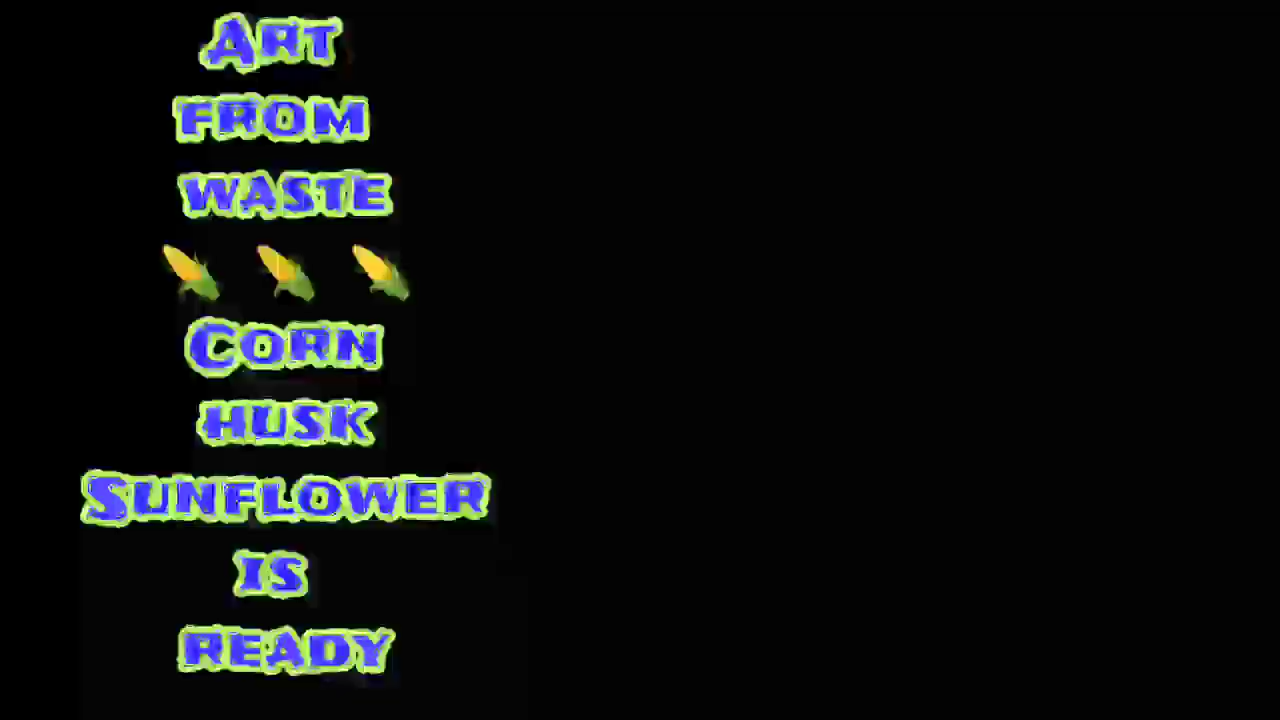 Art
from
waste
🌽 🌽 🌽
Corn
husk
Sunflower
is
ready